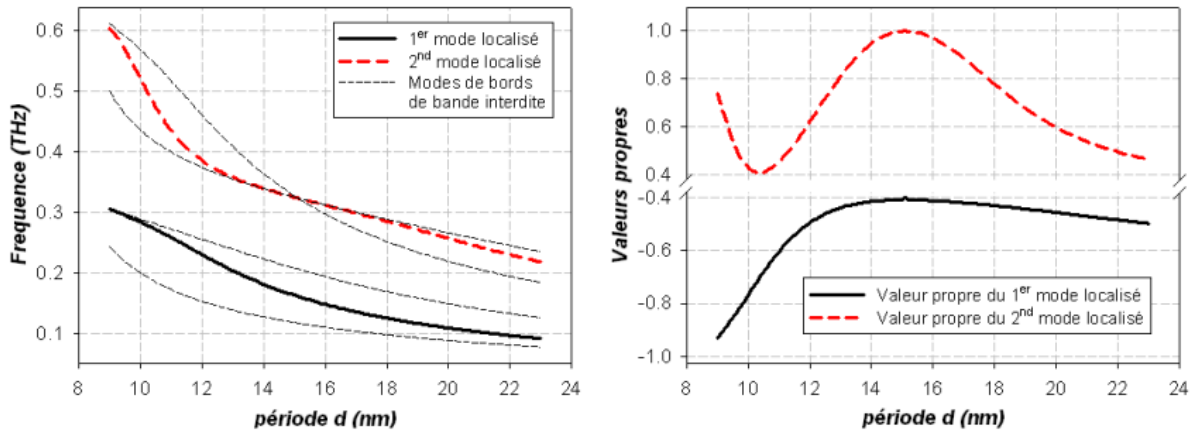 Frequence (THz)
0.6
0.5
0.4
0.3
0.2
0.1
8 10 12 14 16 18 20 22 24
période d (nm)
1er mode localisé
2nd mode localisé
Modes de bords
de bande interdite
Valeurs propres
1.0
0.8
0.6
0.4
-0.4
-0.6
-0.8
-1.0
8 10 12 14 16 18 20 22 24
période d (nm)
Valeur propre du 1er mode localisé
Valeur propre du 2nd mode localisé